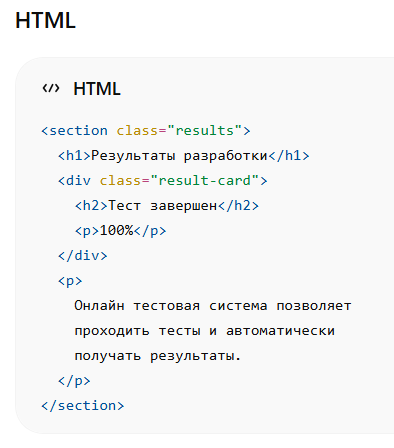 HTML
</> HTML
<section class="results">
  <h1>Результаты разработки</h1>
  <div class="result-card">
    <h2>Тест завершен</h2>
    <p>100%</p>
  </div>
  <p>
    Онлайн тестовая система позволяет
    проходить тесты и автоматически
    получать результаты.
  </p>
</section>